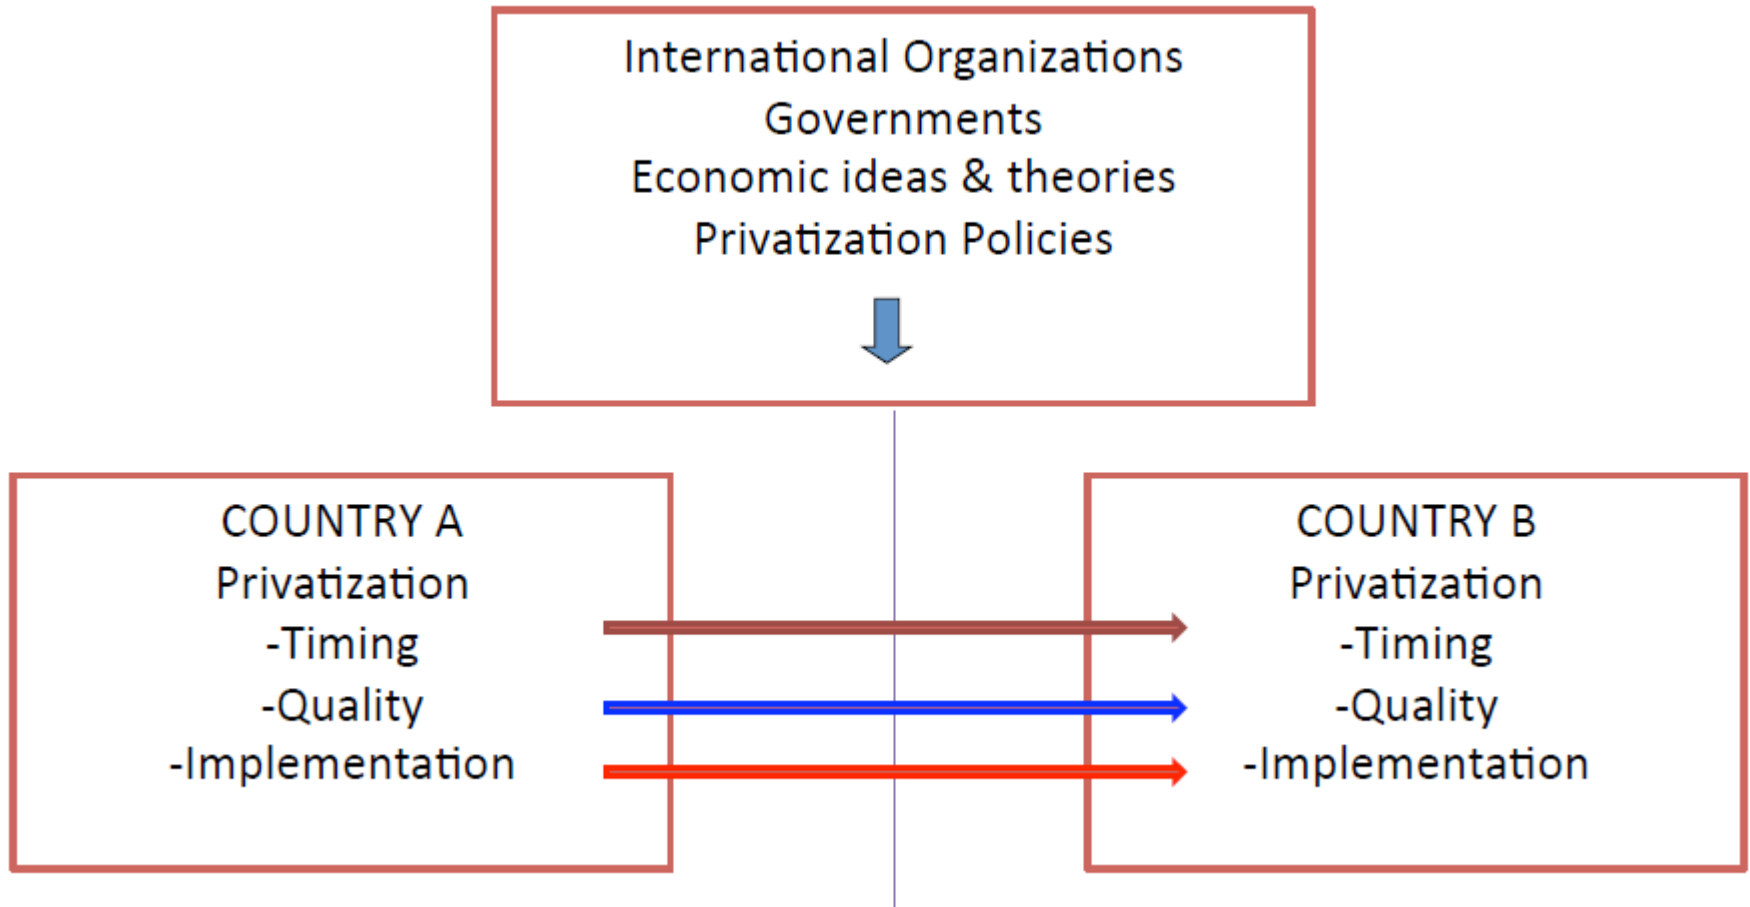 International Organizations
Governments
Economic ideas & theories
Privatization Policies
COUNTRY A
Privatization
-Timing
-Quality
-Implementation
COUNTRY B
Privatization
-Timing
-Quality
-Implementation